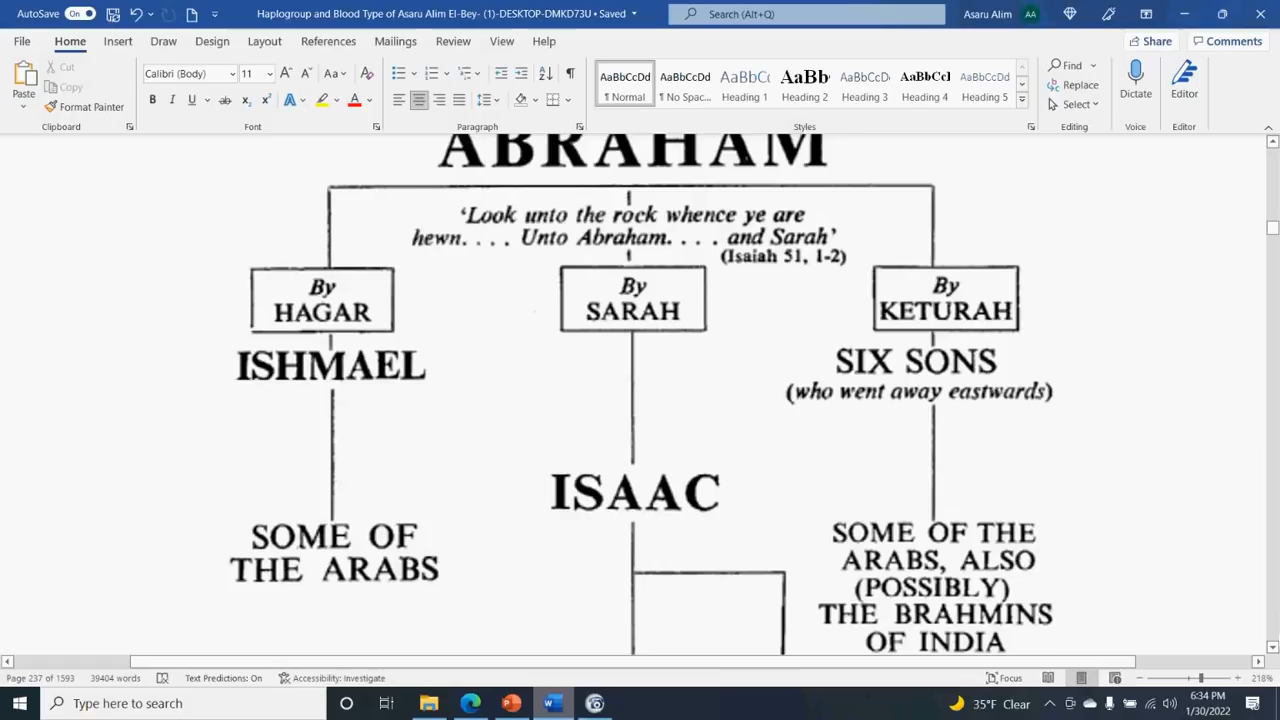 AutoSave On Haplogroup and Blood Type of Asaru Alim El-Bey- (1)-DESKTOP-DMKD73U • Saved Search (Alt+Q) Asaru Alim AA
File Home Insert Draw Design Layout References Mailings Review View Help Share Comments
Paste Cut Copy Format Painter
Calibri (Body) 11 Aa
B I U ab x2 x2 A A
AaBbCcDd AaBbCcDd AaBbCc AaBb AaBbCcD AaBbCcI AaBbCcDd
¶ Normal ¶ No Spac... Heading 1 Heading 2 Heading 3 Heading 4 Heading 5
Find Replace Select Dictate Editor
Clipboard Font Paragraph Styles Editing Voice Editor
ABRAHAM
‘Look unto the rock whence ye are
hewn. . . . Unto Abraham. . . . and Sarah’
(Isaiah 51, 1-2)
By
HAGAR
By
SARAH
By
KETURAH
ISHMAEL
SIX SONS
(who went away eastwards)
ISAAC
SOME OF
THE ARABS
SOME OF THE
ARABS, ALSO
(POSSIBLY)
THE BRAHMINS
OF INDIA
Page 237 of 1593 39404 words Text Predictions: On Accessibility: Investigate Focus 218%
Type here to search 35°F Clear 6:34 PM
1/30/2022